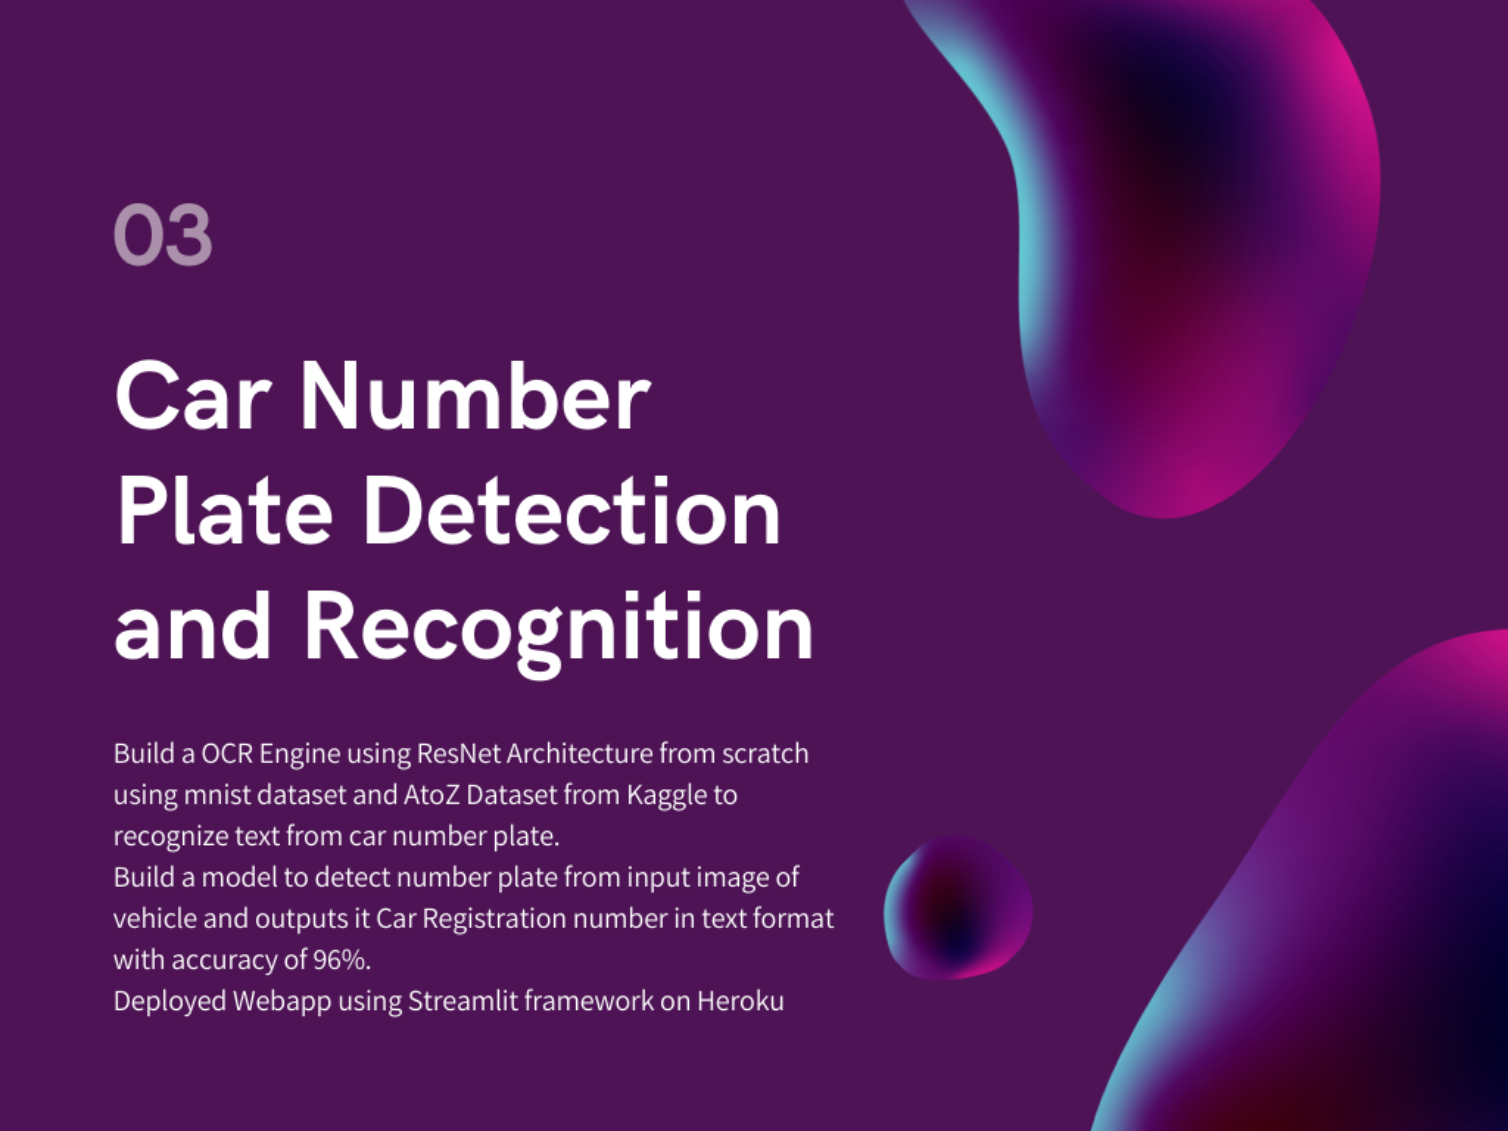 03
Car Number
Plate Detection
and Recognition
Build a OCR Engine using ResNet Architecture from scratch
using mnist dataset and AtoZ Dataset from Kaggle to
recognize text from car number plate.
Build a model to detect number plate from input image of
vehicle and outputs it Car Registration number in text format
with accuracy of 96%.
Deployed Webapp using Streamlit framework on Heroku